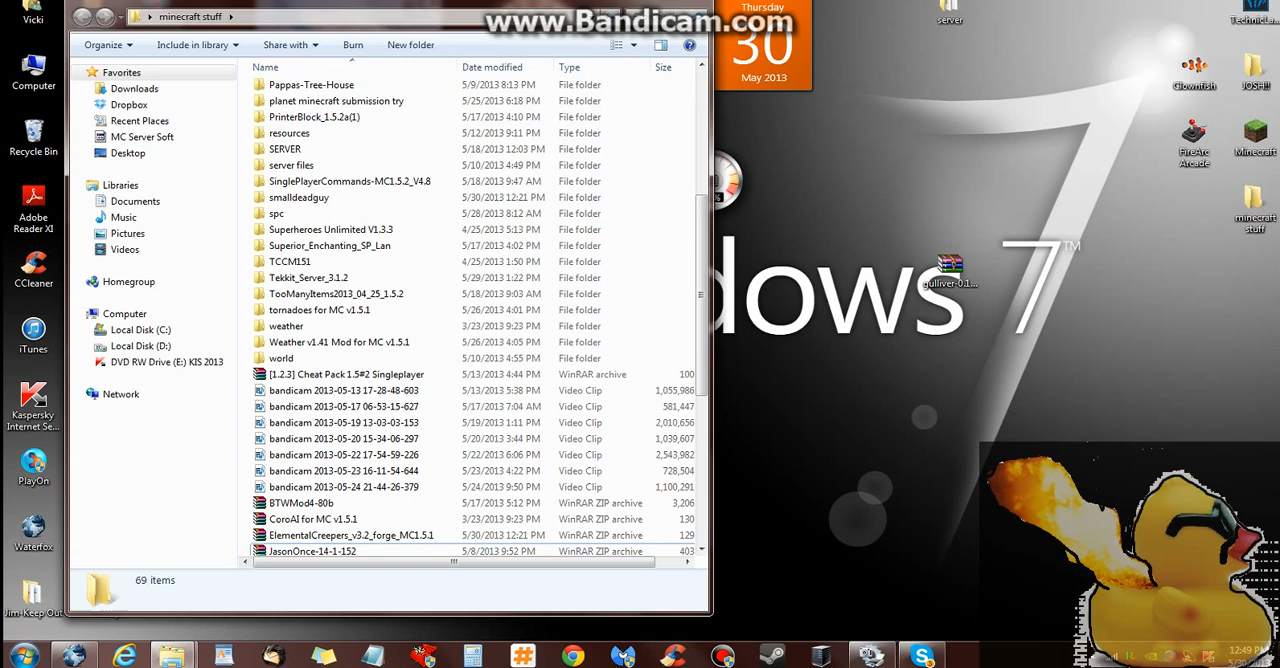 www.Bandicam.com
Vicki
Computer
Recycle Bin
Adobe
Reader XI
CCleaner
iTunes
Kaspersky
Internet Se...
PlayOn
Waterfox
Jim-Keep Out
minecraft stuff
Organize
Include in library
Share with
Burn
New folder
Favorites
Downloads
Dropbox
Recent Places
MC Server Soft
Desktop
Libraries
Documents
Music
Pictures
Videos
Homegroup
Computer
Local Disk (C:)
Local Disk (D:)
DVD RW Drive (E:) KIS 2013
Network
Name Date modified Type Size
Pappas-Tree-House 5/9/2013 8:13 PM File folder
planet minecraft submission try 5/25/2013 6:18 PM File folder
PrinterBlock_1.5.2a(1) 5/17/2013 4:10 PM File folder
resources 5/12/2013 9:11 PM File folder
SERVER 5/18/2013 12:03 PM File folder
server files 5/10/2013 4:49 PM File folder
SinglePlayerCommands-MC1.5.2_V4.8 5/18/2013 9:47 AM File folder
smalldeadguy 5/30/2013 12:21 PM File folder
spc 5/28/2013 8:12 AM File folder
Superheroes Unlimited V1.3.3 4/25/2013 5:13 PM File folder
Superior_Enchanting_SP_Lan 5/17/2013 4:02 PM File folder
TCCM151 4/25/2013 1:50 PM File folder
Tekkit_Server_3.1.2 5/29/2013 1:22 PM File folder
TooManyItems2013_04_25_1.5.2 5/18/2013 9:03 AM File folder
tornadoes for MC v1.5.1 5/26/2013 4:01 PM File folder
weather 3/23/2013 9:23 PM File folder
Weather v1.41 Mod for MC v1.5.1 5/26/2013 4:05 PM File folder
world 5/10/2013 4:55 PM File folder
[1.2.3] Cheat Pack 1.5#2 Singleplayer 5/13/2013 4:44 PM WinRAR archive 100
bandicam 2013-05-13 17-28-48-603 5/13/2013 5:38 PM Video Clip 1,055,986
bandicam 2013-05-17 06-53-15-627 5/17/2013 7:04 AM Video Clip 581,447
bandicam 2013-05-19 13-03-03-153 5/19/2013 1:11 PM Video Clip 2,010,656
bandicam 2013-05-20 15-34-06-297 5/20/2013 3:44 PM Video Clip 1,039,607
bandicam 2013-05-22 17-54-59-226 5/22/2013 6:06 PM Video Clip 2,543,982
bandicam 2013-05-23 16-11-54-644 5/23/2013 4:22 PM Video Clip 728,504
bandicam 2013-05-24 21-44-26-379 5/24/2013 9:50 PM Video Clip 1,100,291
BTWMod4-80b 5/17/2013 5:12 PM WinRAR ZIP archive 3,206
CoroAI for MC v1.5.1 3/23/2013 9:23 PM WinRAR ZIP archive 130
ElementalCreepers_v3.2_forge_MC1.5.1 5/30/2013 12:21 PM WinRAR ZIP archive 129
JasonOnce-14-1-152 5/8/2013 9:52 PM WinRAR ZIP archive 403
69 items
Thursday
30
May 2013
server
TechnicLa...
Clownfish
JOSH!!
FireArc
Arcade
Minecraft
minecraft
stuff
gulliver-0.1...
dows 7™
12:49 PM